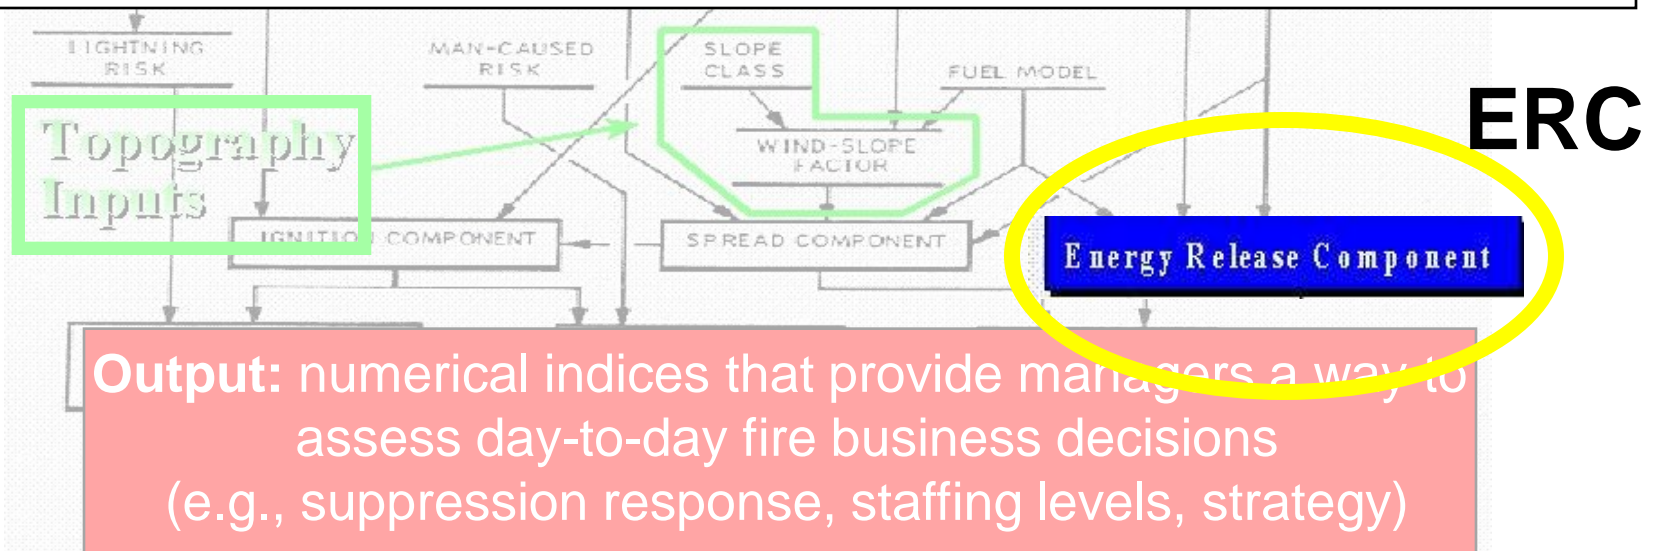 LIGHTNING
RISK
MAN-CAUSED
RISK
SLOPE
CLASS
FUEL MODEL
ERC
Topography
Inputs
WIND-SLOPE
FACTOR
IGNITION COMPONENT
SPREAD COMPONENT
Energy Release Component
Output: numerical indices that provide managers a way to
assess day-to-day fire business decisions
(e.g., suppression response, staffing levels, strategy)